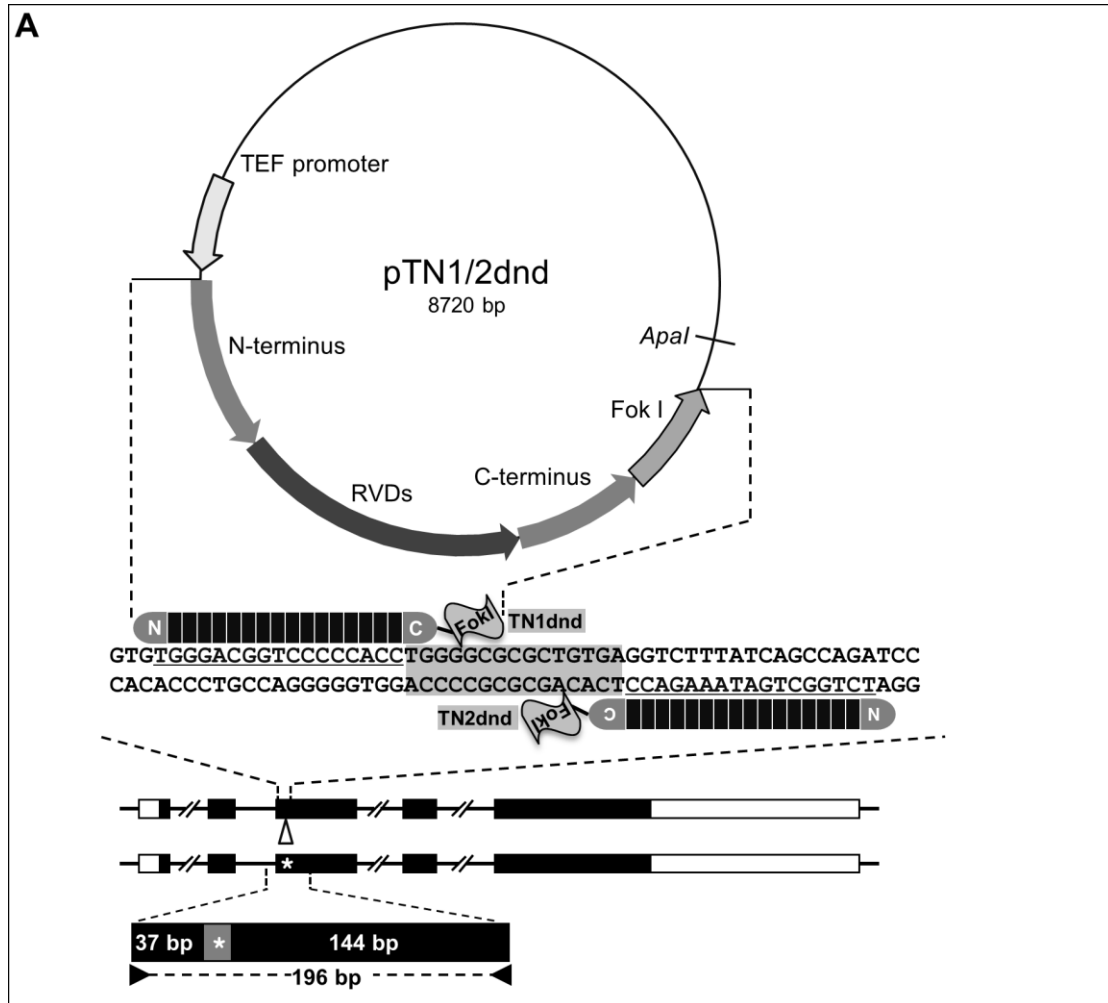 A
TEF promoter
pTN1/2dnd
8720 bp
ApaI
N-terminus
Fok I
C-terminus
RVDs
N
C
FokI
TN1dnd
GTGTGGGACGGTCCCCCACCTGGGGCGCGCTGTGAGGTCTTTATCAGCCAGATCC
CACACCCTGCCAGGGGGTGGACCCCGCGCGACACTCCAGAAATAGTCGGTCTAGG
TN2dnd
FokI
C
N
*
37 bp
*
144 bp
196 bp